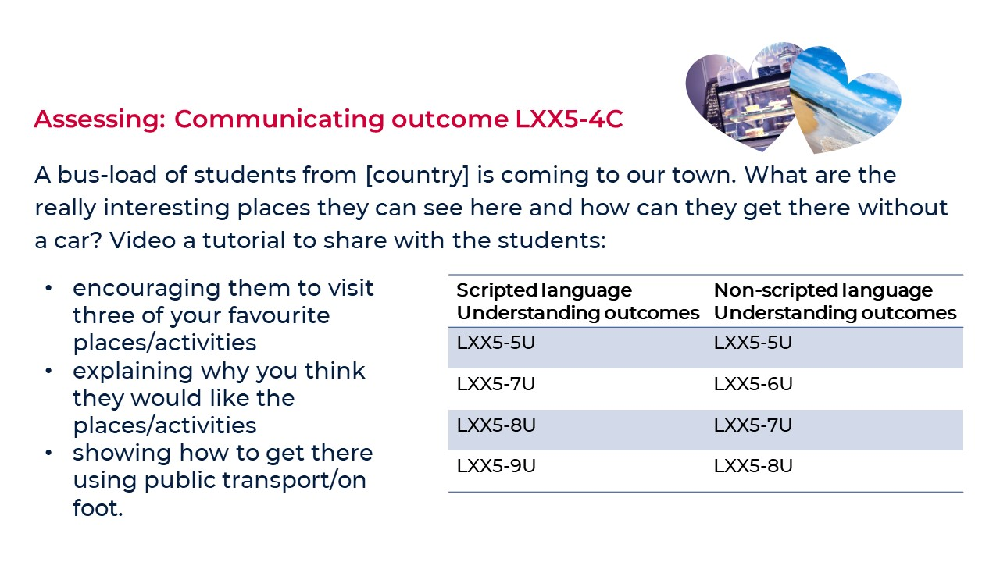 Assessing: Communicating outcome LXX5-4C
A bus-load of students from [country] is coming to our town. What are the
really interesting places they can see here and how can they get there without
a car? Video a tutorial to share with the students:
• encouraging them to visit
three of your favourite
places/activities
• explaining why you think
they would like the
places/activities
• showing how to get there
using public transport/on
foot.
Scripted language Non-scripted language
Understanding outcomes Understanding outcomes
LXX5-5U LXX5-5U
LXX5-7U LXX5-6U
LXX5-8U LXX5-7U
LXX5-9U LXX5-8U